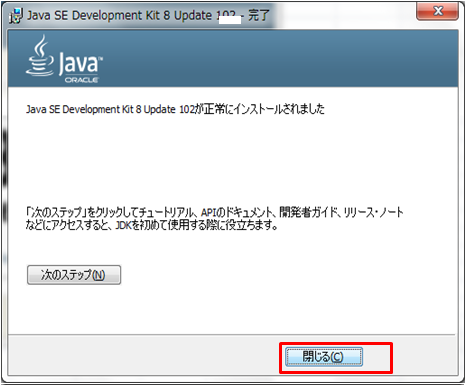 Java SE Development Kit 8 Update 102 - 完了
Java
ORACLE
Java SE Development Kit 8 Update 102が正常にインストールされました
「次のステップ」をクリックしてチュートリアル、APIのドキュメント、開発者ガイド、リリース・ノート
などにアクセスすると、JDKを初めて使用する際に役立ちます。
次のステップ(N)
閉じる(C)